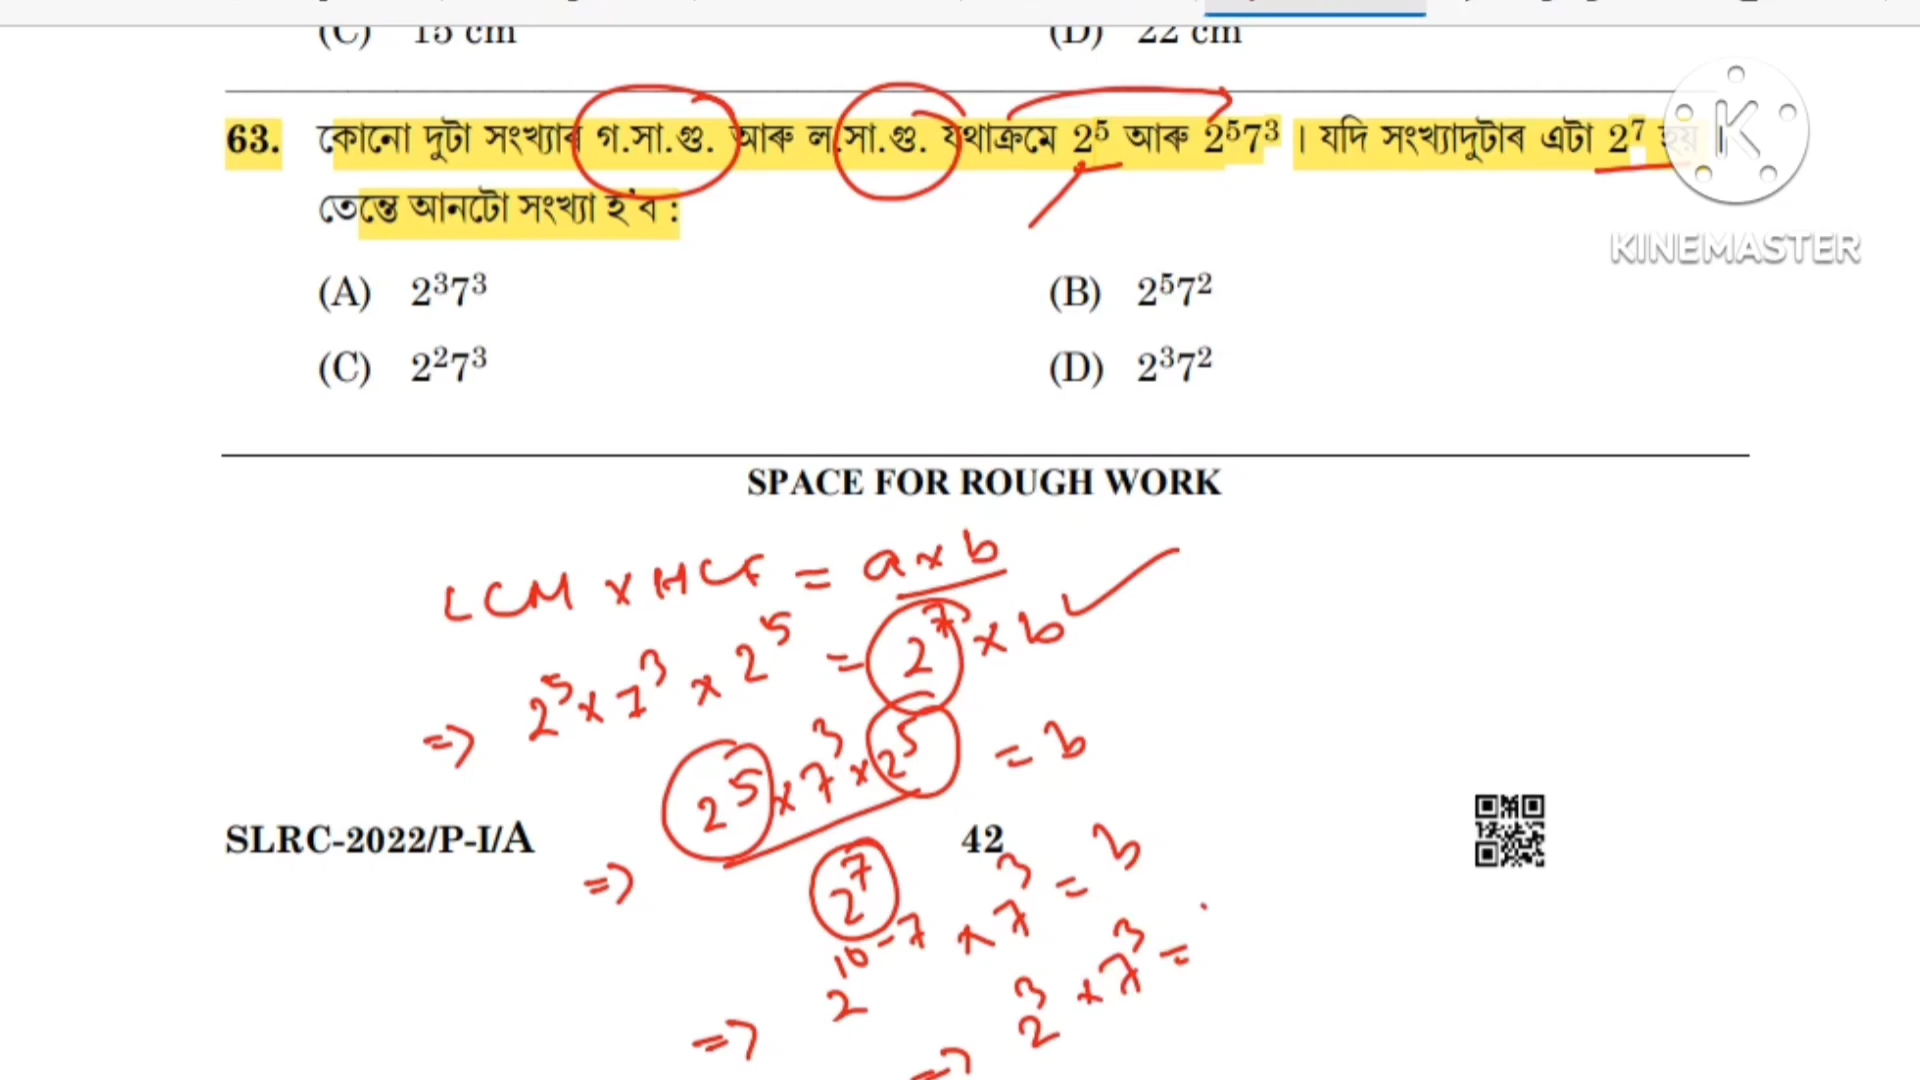 (C) 15 cm (D) 22 cm
63. কোনো দুটা সংখ্যাৰ গ.সা.গু. আৰু ল.সা.গু. যথাক্ৰমে 2⁵ আৰু 2⁵7³ । যদি সংখ্যাদুটাৰ এটা 2⁷ হয় ।
তেন্তে আনটো সংখ্যা হ'ব :
KINEMASTER
(A) 2³7³ (B) 2⁵7²
(C) 2²7³ (D) 2³7²
SPACE FOR ROUGH WORK
LCM x HCF = a x b
=> 2⁵ x 7³ x 2⁵ = 2⁷ x b
=> 2⁵ x 7³ x 2⁵ = b
2⁷
SLRC-2022/P-I/A 42
=> 2¹⁰⁻⁷ x 7³ = b
=> 2³ x 7³ =